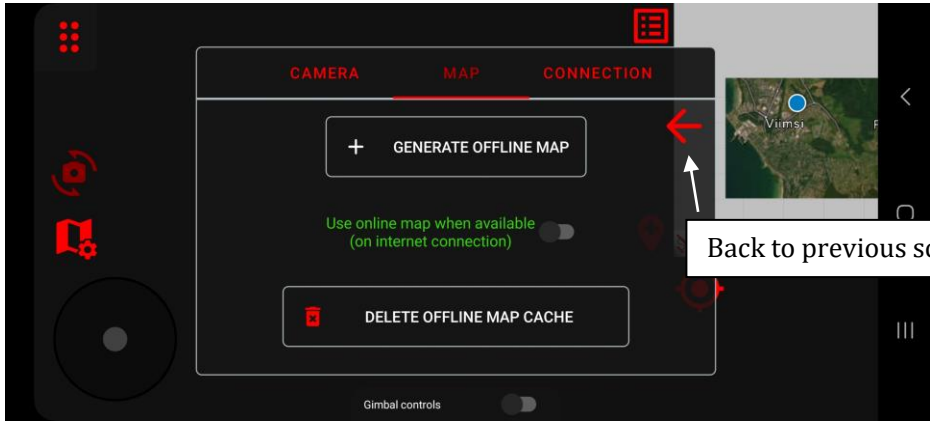 CAMERA MAP CONNECTION
GENERATE OFFLINE MAP
Viimsi
Use online map when available
(on internet connection)
Back to previous
DELETE OFFLINE MAP CACHE
Gimbal controls